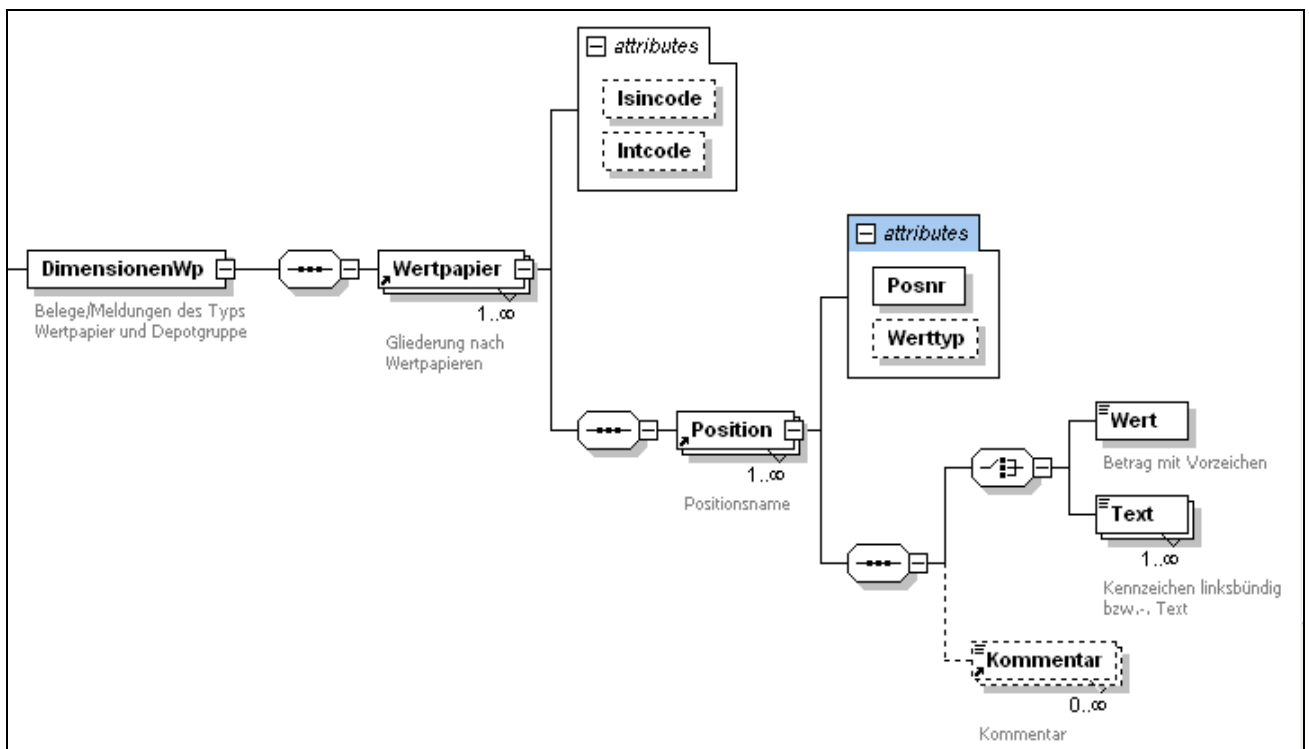 attributes
Isincode
Intcode
DimensionenWp
Belege/Meldungen des Typs
Wertpapier und Depotgruppe
Wertpapier
1..∞
Gliederung nach
Wertpapieren
attributes
Posnr
Werttyp
Position
1..∞
Positionsname
Wert
Betrag mit Vorzeichen
Text
1..∞
Kennzeichen linksbündig
bzw.-. Text
Kommentar
0..∞
Kommentar